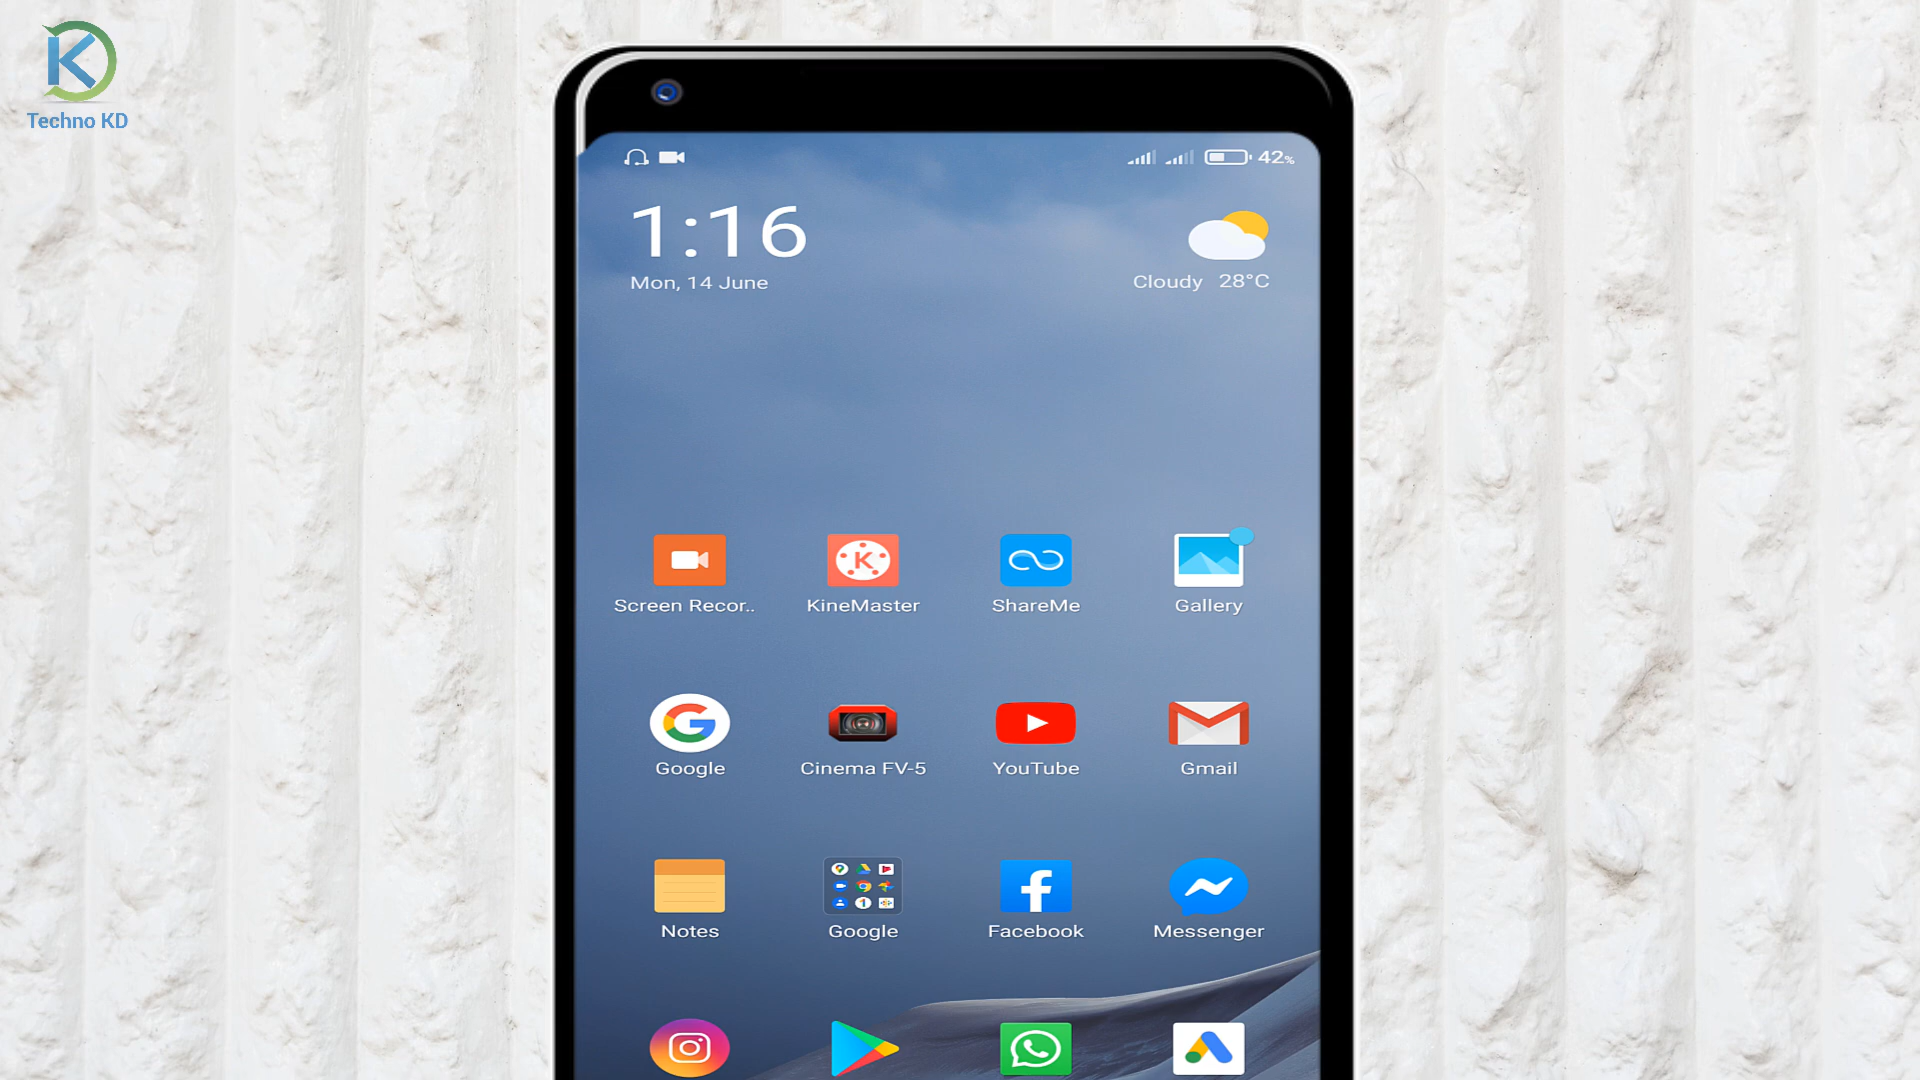 Techno KD
42%
1:16
Mon, 14 June
Cloudy 28°C
Screen Recor..
KineMaster
ShareMe
Gallery
Google
Cinema FV-5
YouTube
Gmail
Notes
Google
Facebook
Messenger